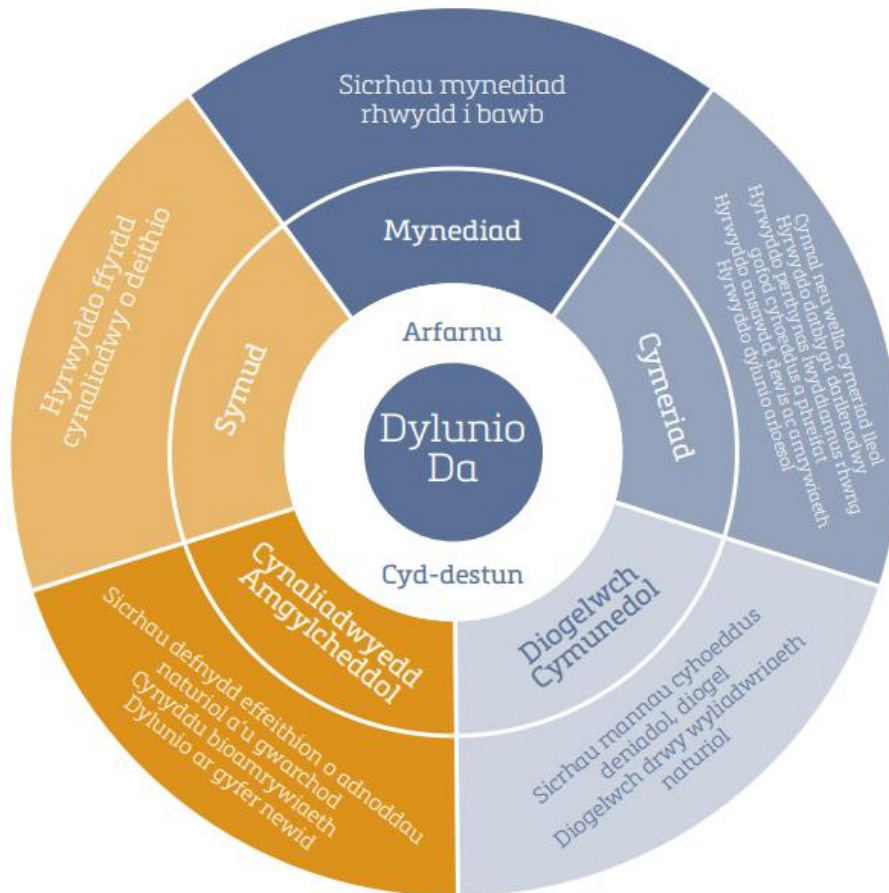 Sicrhau mynediad
rhwydd i bawb
Mynediad
Cynnal neu wella cymeriad lleol
Hyrwyddo datblygu darllenadwy
Hyrwyddo perthynas lwyddiannus rhwng
gofod cyhoeddus a phreifat
Hyrwyddo ansawdd, dewis ac amrywiaeth
Hyrwyddo dylunio arloesol
Cymeriad
Diogelwch
Cymunedol
Sicrhau mannau cyhoeddus
deniadol, diogel
Diogelwch drwy wyliadwriaeth
naturiol
Cynaliadwyedd
Amgylcheddol
Sicrhau defnydd effeithion o adnoddau
naturiol a'u gwarchod
Cynyddu bioamrywiaeth
Dylunio ar gyfer newid
Symud
Hyrwyddo ffyrdd
cynaliadwy o deithio
Arfarnu
Dylunio
Da
Cyd-destun